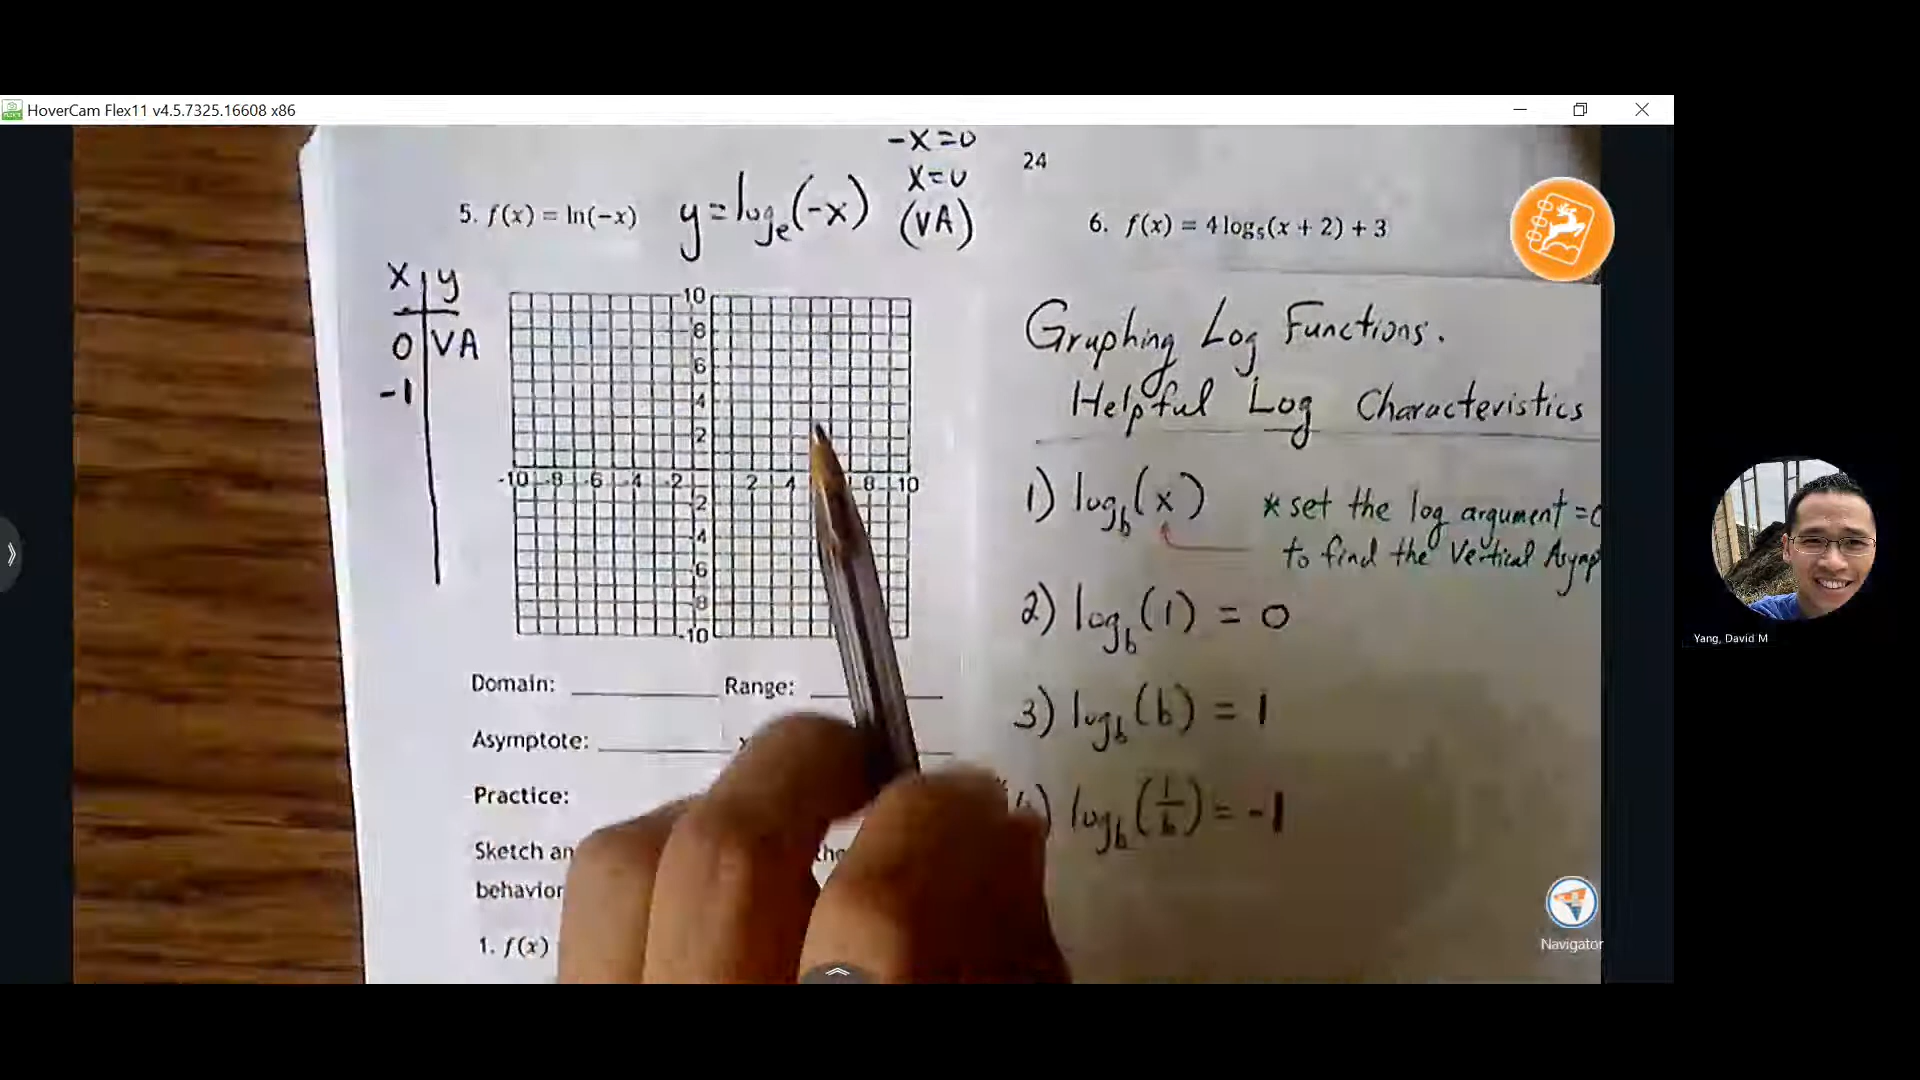 HoverCam Flex11 v4.5.7325.16608 x86
-x=0
x=0
(VA)
24
5. f(x) = ln(−x)
y=log_e(-x)
6. f(x) = 4 log₅(x + 2) + 3
x y
0 VA
-1
10
8
6
4
2
-10 -8 -6 -4 -2 2 4 8 10
2
4
6
8
-10
Domain: Range:
Asymptote:
Practice:
Sketch an
behavior
1. f(x)
Graphing Log Functions.
Helpful Log Characteristics
1) log_b(x) * set the log argument =
to find the Vertical Asymp
2) log_b(1) = 0
3) log_b(b) = 1
log_b(1/b) = -1
Navigator
Yang, David M